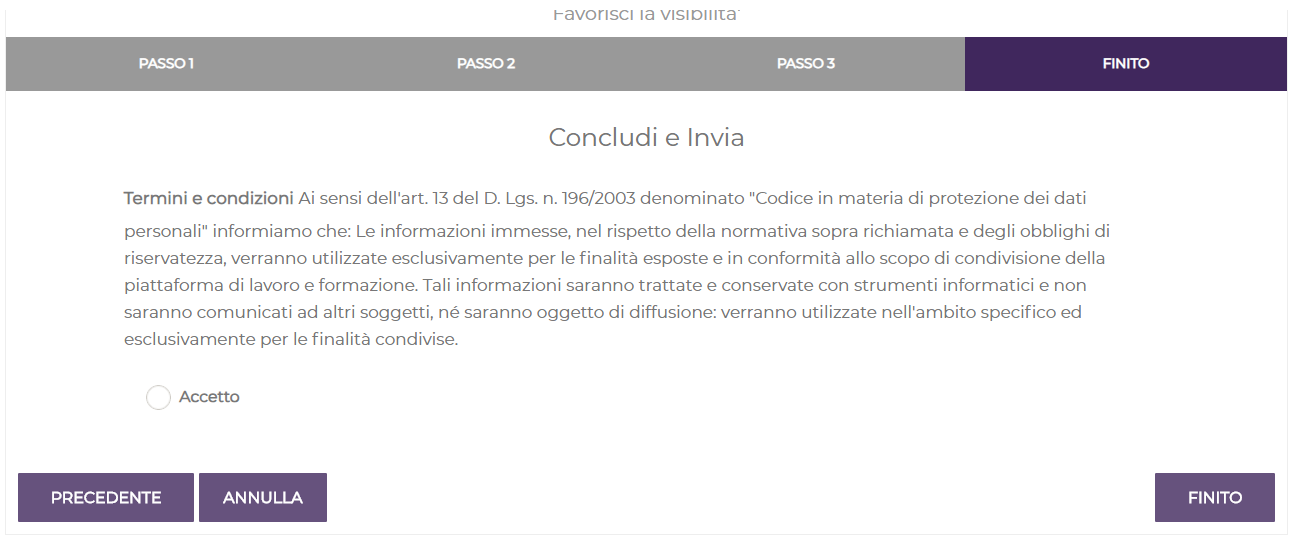 Favorisci la visibilita'
PASSO 1
PASSO 2
PASSO 3
FINITO
Concludi e Invia
Termini e condizioni Ai sensi dell'art. 13 del D. Lgs. n. 196/2003 denominato "Codice in materia di protezione dei dati
personali" informiamo che: Le informazioni immesse, nel rispetto della normativa sopra richiamata e degli obblighi di
riservatezza, verranno utilizzate esclusivamente per le finalità esposte e in conformità allo scopo di condivisione della
piattaforma di lavoro e formazione. Tali informazioni saranno trattate e conservate con strumenti informatici e non
saranno comunicati ad altri soggetti, né saranno oggetto di diffusione: verranno utilizzate nell'ambito specifico ed
esclusivamente per le finalità condivise.
Accetto
PRECEDENTE
ANNULLA
FINITO